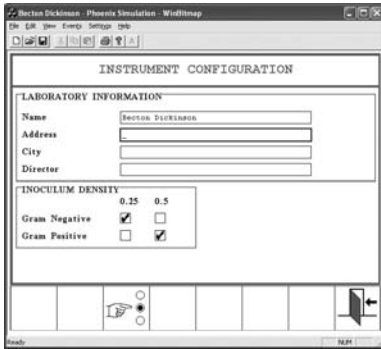 Becton Dickinson - Phoenix Simulation - WinBitmap
File Edit View Events Settings Help
INSTRUMENT CONFIGURATION
LABORATORY INFORMATION
Name Becton Dickinson
Address _
City
Director
INOCULUM DENSITY
0.25 0.5
Gram Negative
Gram Positive
Ready NUM